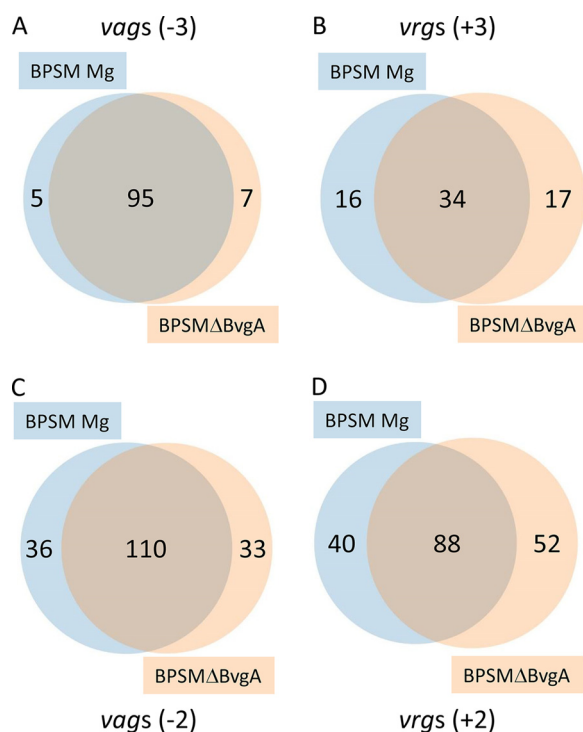 A
vags (-3)
BPSM Mg
5
95
7
BPSMΔBvgA
B
vrgs (+3)
BPSM Mg
16
34
17
BPSMΔBvgA
C
BPSM Mg
36
110
33
BPSMΔBvgA
vags (-2)
D
BPSM Mg
40
88
52
BPSMΔBvgA
vrgs (+2)